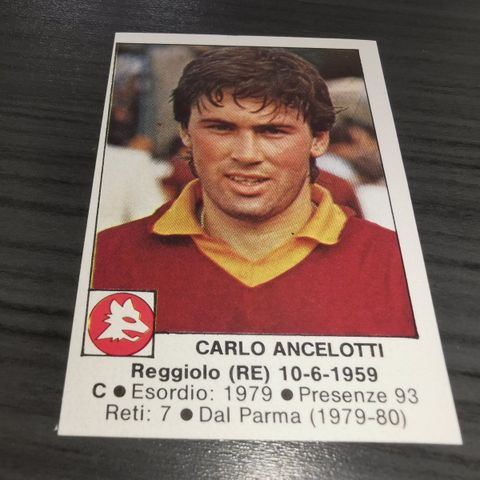 CARLO ANCELOTTI
Reggiolo (RE) 10-6-1959
C ● Esordio: 1979 ● Presenze 93
Reti: 7 ● Dal Parma (1979-80)